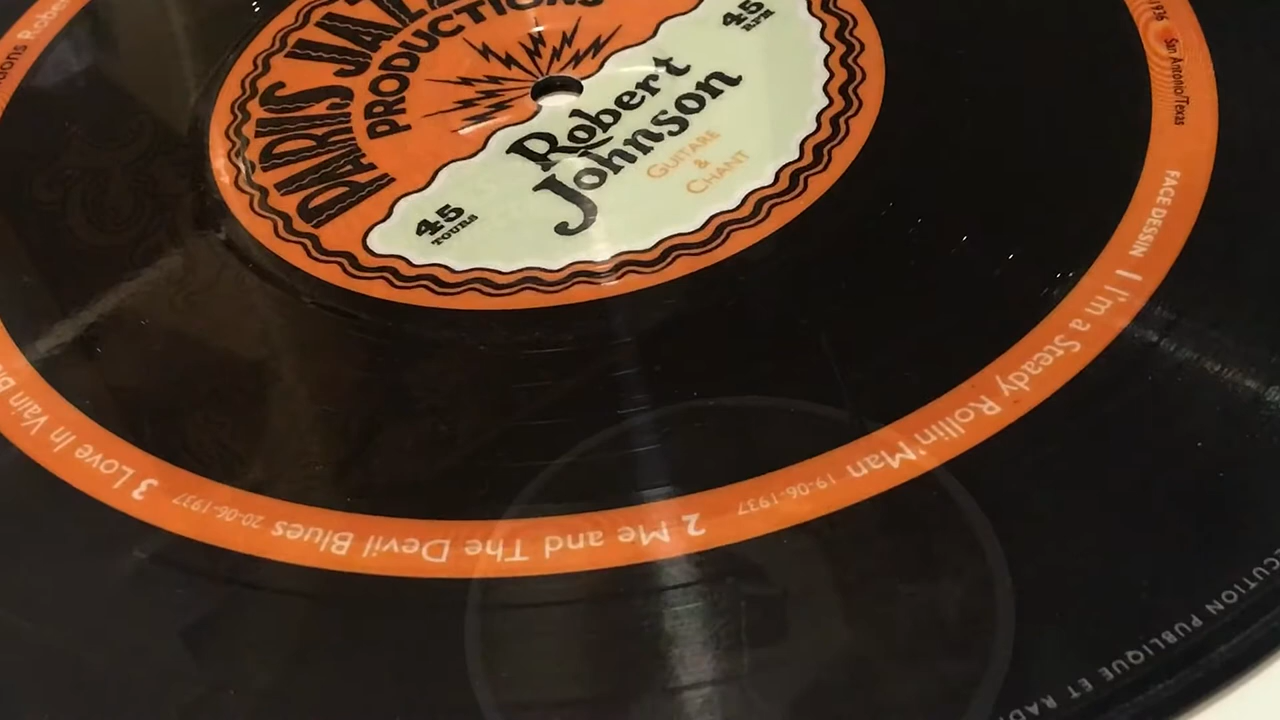 PARIS JAZZ
PRODUCTIONS
45
RPM
Robert
Johnson
GUITARE
&
CHANT
45
TOURS
1936 San Antonio/Texas
FACE DESSIN 1 I'm a Steady Rollin' Man 19-06-1937 2 Me and The Devil Blues 20-06-1937 3 Love In Vain
PUBLIQUE ET